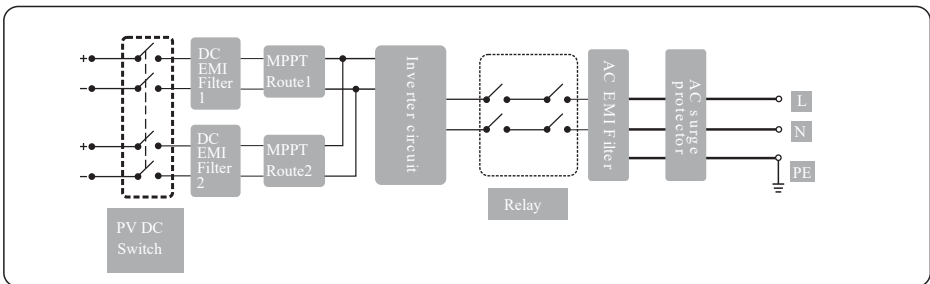 +
DC
EMI
Filter
1
MPPT
Route1
−
+
DC
EMI
Filter
2
MPPT
Route2
−
Inverter circuit
AC EMI Filter
AC surge
protector
L
N
PE
PV DC
Switch
Relay